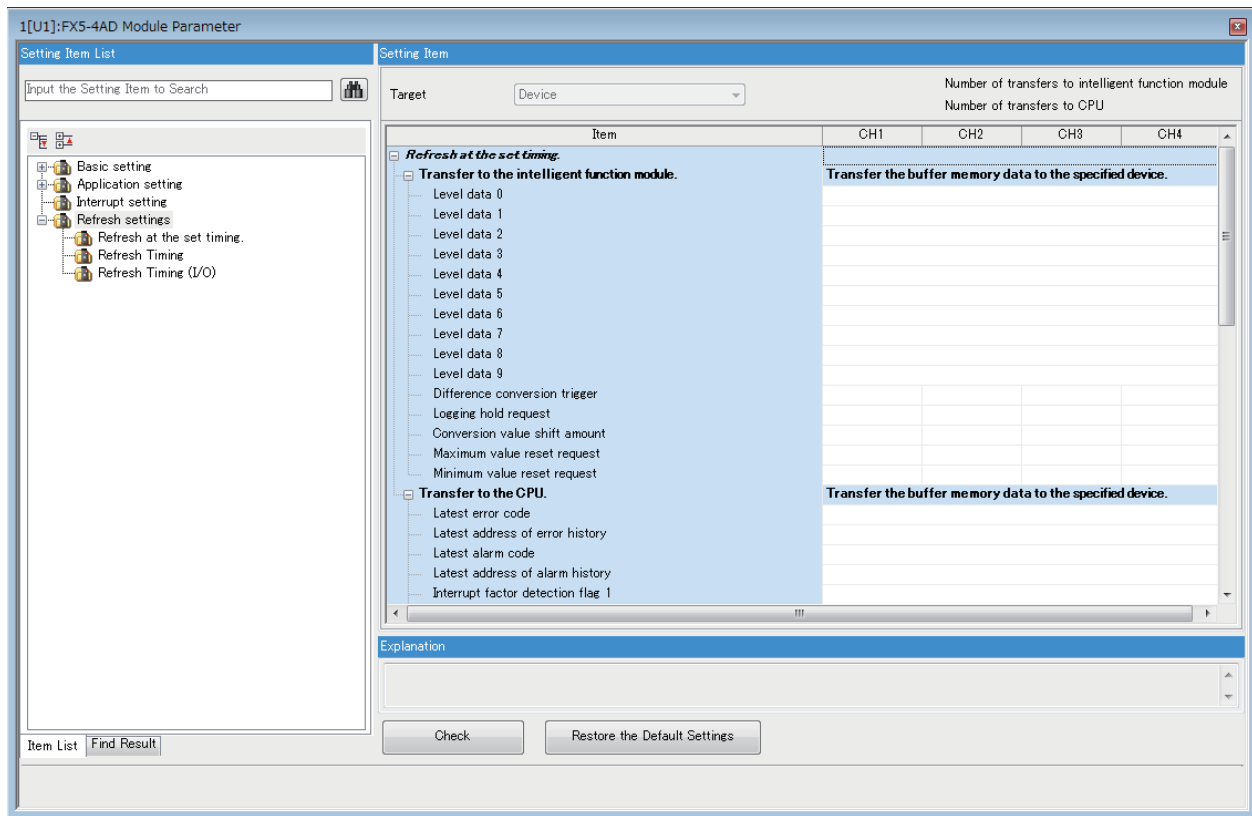 1[U1]:FX5-4AD Module Parameter
Setting Item List
Input the Setting Item to Search
Basic setting
Application setting
Interrupt setting
Refresh settings
Refresh at the set timing.
Refresh Timing
Refresh Timing (I/O)
Item List
Find Result
Setting Item
Target
Device
Number of transfers to intelligent function module
Number of transfers to CPU
Item CH1 CH2 CH3 CH4
Refresh at the set timing.
Transfer to the intelligent function module. Transfer the buffer memory data to the specified device.
Level data 0
Level data 1
Level data 2
Level data 3
Level data 4
Level data 5
Level data 6
Level data 7
Level data 8
Level data 9
Difference conversion trigger
Logging hold request
Conversion value shift amount
Maximum value reset request
Minimum value reset request
Transfer to the CPU. Transfer the buffer memory data to the specified device.
Latest error code
Latest address of error history
Latest alarm code
Latest address of alarm history
Interrupt factor detection flag 1
Explanation
Check
Restore the Default Settings